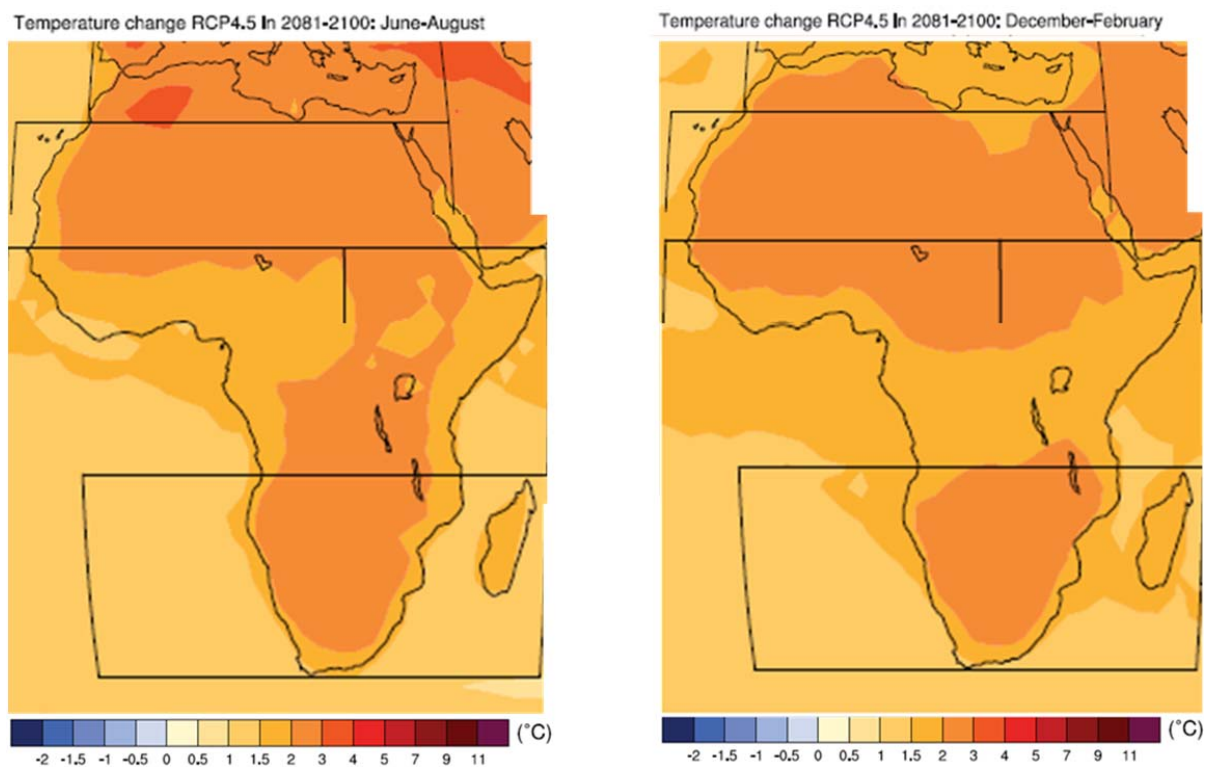 Temperature change RCP4.5 In 2081-2100: June-August
-2 -1.5 -1 -0.5 0 0.5 1 1.5 2 3 4 5 7 9 11 (°C)
Temperature change RCP4.5 In 2081-2100: December-February
-2 -1.5 -1 -0.5 0 0.5 1 1.5 2 3 4 5 7 9 11 (°C)